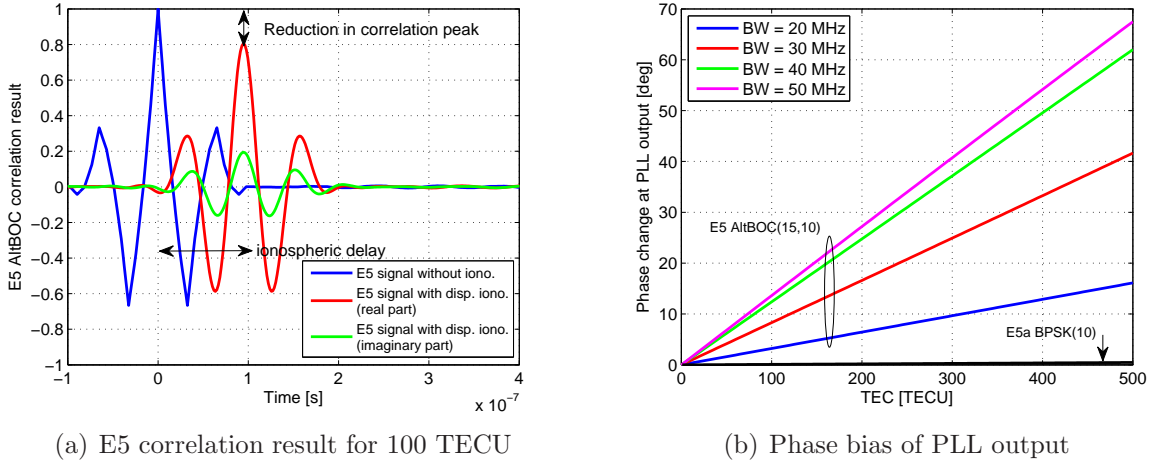 Reduction in correlation peak
ionospheric delay
E5 signal without iono.
E5 signal with disp. iono.
(real part)
E5 signal with disp. iono.
(imaginary part)
E5 AltBOC correlation result
1
0.8
0.6
0.4
0.2
0
−0.2
−0.4
−0.6
−0.8
−1
−1
0
1
2
3
4
Time [s]
x 10⁻⁷
(a) E5 correlation result for 100 TECU
BW = 20 MHz
BW = 30 MHz
BW = 40 MHz
BW = 50 MHz
E5 AltBOC(15,10)
E5a BPSK(10)
Phase change at PLL output [deg]
70
60
50
40
30
20
10
0
0
100
200
300
400
500
TEC [TECU]
(b) Phase bias of PLL output